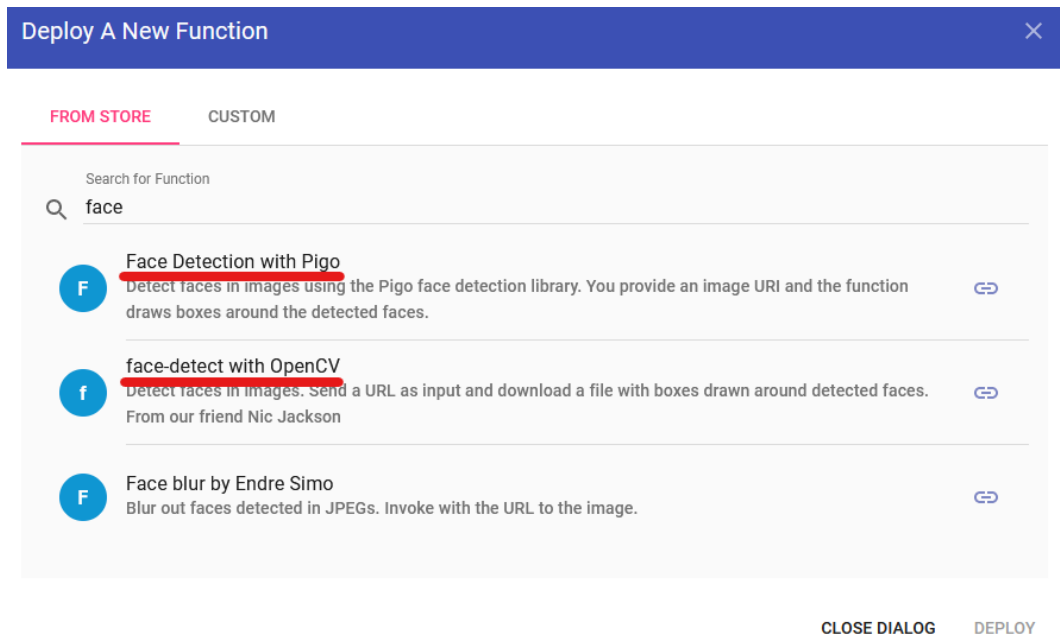 Deploy A New Function
FROM STORE
CUSTOM
Search for Function
face
Face Detection with Pigo
F
Detect faces in images using the Pigo face detection library. You provide an image URI and the function
draws boxes around the detected faces.
face-detect with OpenCV
f
Detect faces in images. Send a URL as input and download a file with boxes drawn around detected faces.
From our friend Nic Jackson
Face blur by Endre Simo
F
Blur out faces detected in JPEGs. Invoke with the URL to the image.
CLOSE DIALOG
DEPLOY